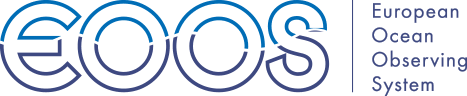 EOOS
European
Ocean
Observing
System